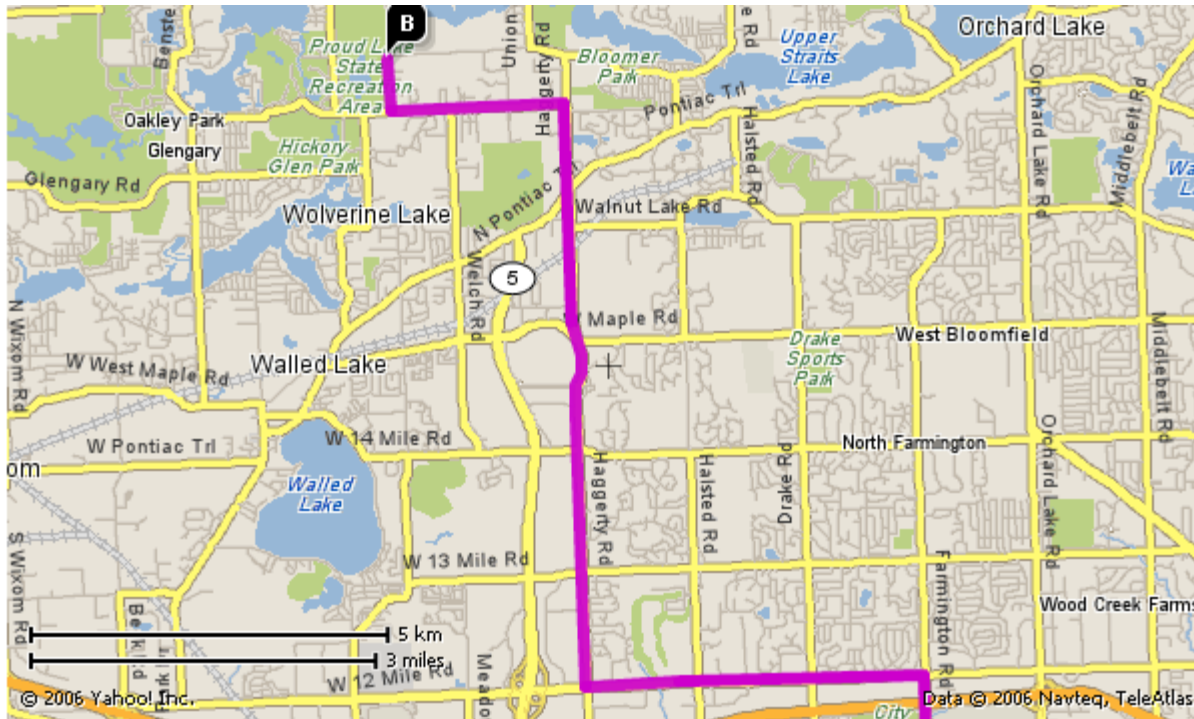 B
Orchard Lake
Union
Haggerty Rd
Proud Lake
State
Recreation
Area
Bloomer
Park
Upper
Straits
Lake
Pontiac Trl
Orchard Lake Rd
Middlebelt Rd
Oakley Park
Glengary
Hickory
Glen Park
Halsted Rd
Glengary Rd
Wolverine Lake
N Pontiac Trl
Walnut Lake Rd
5
Welch Rd
N Wixom Rd
Maple Rd
West Bloomfield
Walled Lake
Drake
Sports
Park
Middlebelt Rd
W West Maple Rd
W Pontiac Trl
W 14 Mile Rd
North Farmington
Orchard Lake Rd
om
Walled
Lake
Haggerty Rd
Halsted Rd
Drake Rd
S Wixom Rd
W 13 Mile Rd
Farmington Rd
Wood Creek Farms
5 km
3 miles
W 12 Mile Rd
© 2006 Yahoo! Inc.
Data © 2006 Navteq, TeleAtlas
City